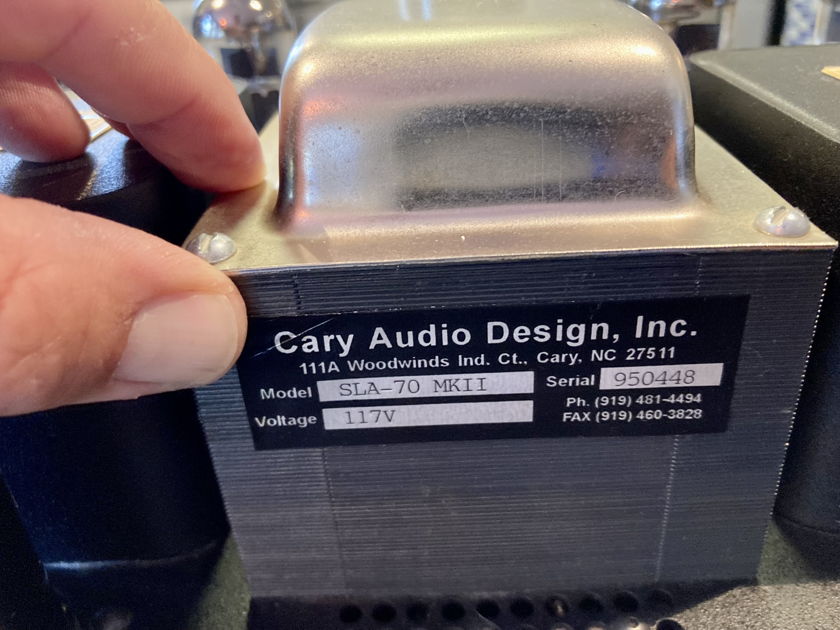 Cary Audio Design, Inc.
111A Woodwinds Ind. Ct., Cary, NC 27511
Model SLA-70 MKII Serial 950448
Voltage 117V Ph. (919) 481-4494
FAX (919) 460-3828